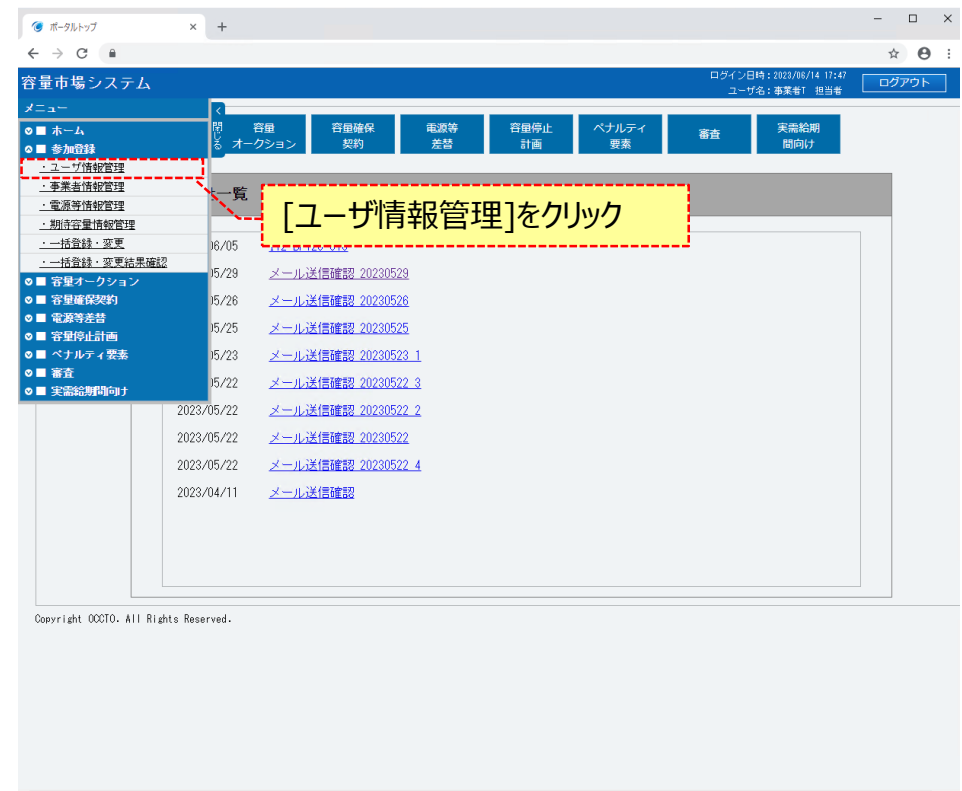 ポータルトップ
容量市場システム
ログイン日時：2023/06/14 17:47
ユーザ名：事業者T 担当者
ログアウト
メニュー
閉じる
ホーム
参加登録
・ユーザ情報管理
・事業者情報管理
・電源等情報管理
・期待容量情報管理
・一括登録・変更
・一括登録・変更結果確認
容量オークション
容量確保契約
電源等差替
容量停止計画
ペナルティ要素
審査
実需給期間向け
容量
オークション
容量確保
契約
電源等
差替
容量停止
計画
ペナルティ
要素
審査
実需給期
間向け
一覧
[ユーザ情報管理]をクリック
06/05
05/29 メール送信確認_20230529
05/26 メール送信確認_20230526
05/25 メール送信確認_20230525
05/23 メール送信確認_20230523_1
05/22 メール送信確認_20230522_3
2023/05/22 メール送信確認_20230522_2
2023/05/22 メール送信確認_20230522
2023/05/22 メール送信確認_20230522_4
2023/04/11 メール送信確認
Copyright OCCTO. All Rights Reserved.